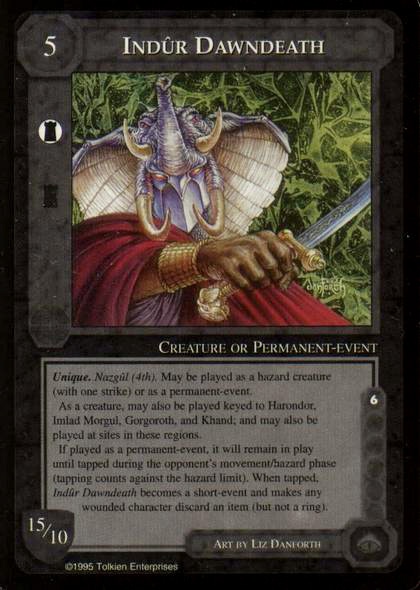 5
INDÛR DAWNDEATH
Liz Danforth
CREATURE OR PERMANENT-EVENT
Unique. Nazgûl (4th). May be played as a hazard creature
(with one strike) or as a permanent-event.
As a creature, may also be played keyed to Harondor,
Imlad Morgul, Gorgoroth, and Khand; and may also be
played at sites in these regions.
If played as a permanent-event, it will remain in play
until tapped during the opponent's movement/hazard phase
(tapping counts against the hazard limit). When tapped,
Indûr Dawndeath becomes a short-event and makes any
wounded character discard an item (but not a ring).
6
15/10
ART BY LIZ DANFORTH
©1995 Tolkien Enterprises